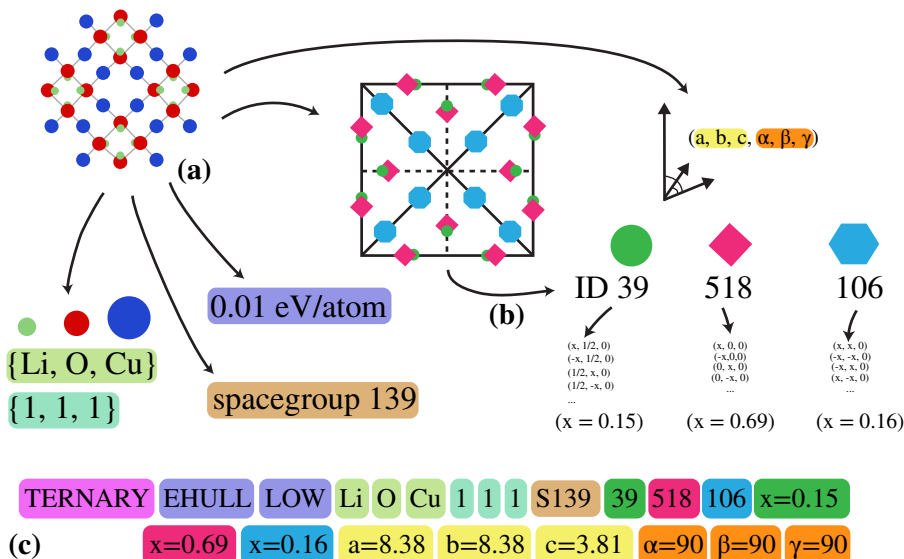 (a)
(a, b, c, α, β, γ)
0.01 eV/atom
(b)
ID 39 518 106
{Li, O, Cu}
{1, 1, 1}
spacegroup 139
(x, 1/2, 0)
(-x, 1/2, 0)
(1/2, x, 0)
(1/2, -x, 0)
...
(x = 0.15)
(x, 0, 0)
(-x,0,0)
(0, x, 0)
(0, -x, 0)
...
(x = 0.69)
(x, x, 0)
(-x, -x, 0)
(-x, x, 0)
(x, -x, 0)
...
(x = 0.16)
TERNARY EHULL LOW Li O Cu 1 1 1 S139 39 518 106 x=0.15
(c) x=0.69 x=0.16 a=8.38 b=8.38 c=3.81 α=90 β=90 γ=90